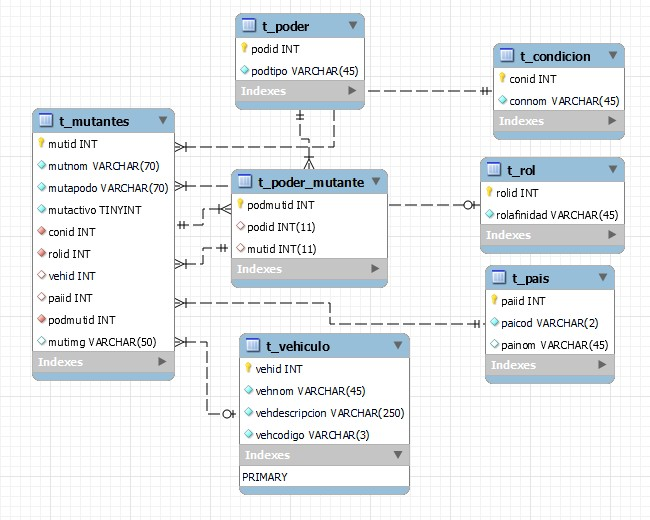 t_poder
podid INT
podtipo VARCHAR(45)
Indexes
t_condicion
conid INT
connom VARCHAR(45)
t_mutantes
mutid INT
mutnom VARCHAR(70)
mutapodo VARCHAR(70)
mutactivo TINYINT
conid INT
rolid INT
vehid INT
paiid INT
podmutid INT
mutimg VARCHAR(50)
Indexes
t_poder_mutante
podmutid INT
podid INT(11)
mutid INT(11)
Indexes
t_rol
rolid INT
rolafinidad VARCHAR(45)
t_pais
paiid INT
paicod VARCHAR(2)
painom VARCHAR(45)
Indexes
t_vehiculo
vehid INT
vehnom VARCHAR(45)
vehdescripcion VARCHAR(250)
vehcodigo VARCHAR(3)
Indexes
PRIMARY